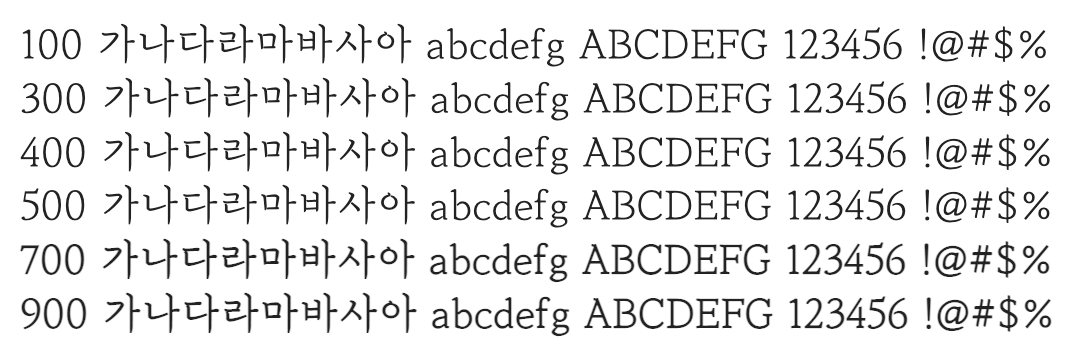 100 가나다라마바사아 abcdefg ABCDEFG 123456 !@#$%
300 가나다라마바사아 abcdefg ABCDEFG 123456 !@#$%
400 가나다라마바사아 abcdefg ABCDEFG 123456 !@#$%
500 가나다라마바사아 abcdefg ABCDEFG 123456 !@#$%
700 가나다라마바사아 abcdefg ABCDEFG 123456 !@#$%
900 가나다라마바사아 abcdefg ABCDEFG 123456 !@#$%